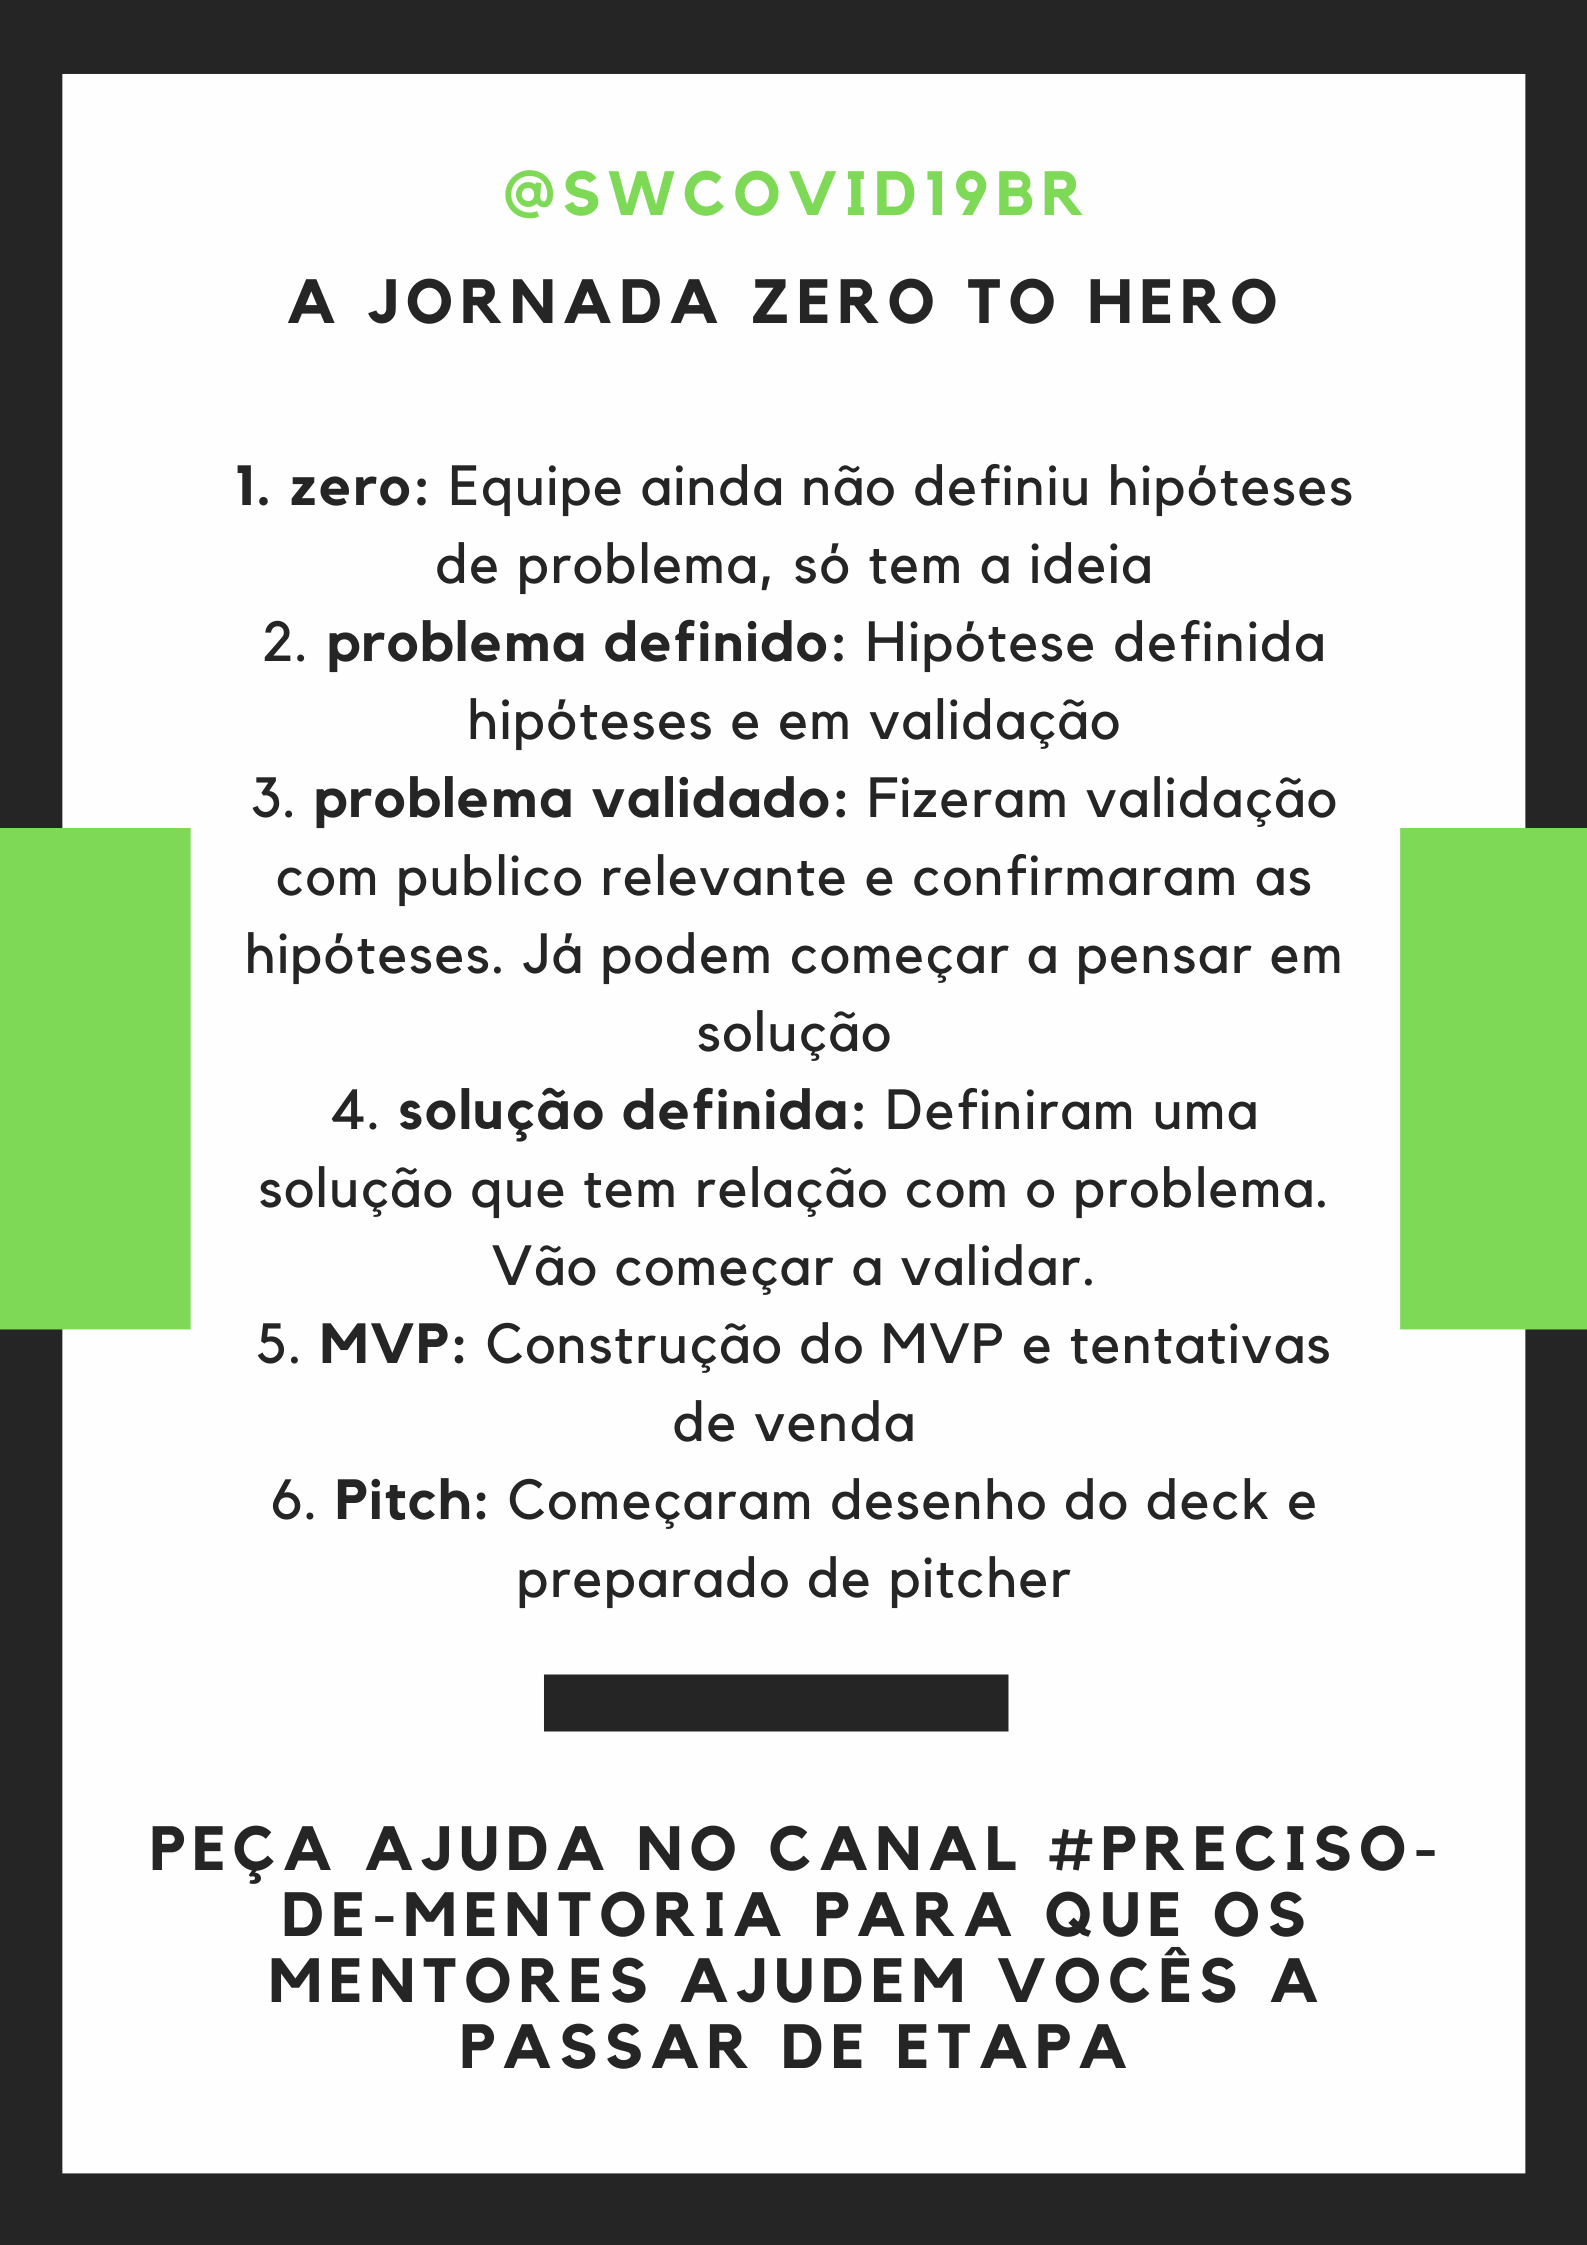 @SWCOVID19BR
A JORNADA ZERO TO HERO
1. zero: Equipe ainda não definiu hipóteses
de problema, só tem a ideia
2. problema definido: Hipótese definida
hipóteses e em validação
3. problema validado: Fizeram validação
com publico relevante e confirmaram as
hipóteses. Já podem começar a pensar em
solução
4. solução definida: Definiram uma
solução que tem relação com o problema.
Vão começar a validar.
5. MVP: Construção do MVP e tentativas
de venda
6. Pitch: Começaram desenho do deck e
preparado de pitcher
PEÇA AJUDA NO CANAL #PRECISO-
DE-MENTORIA PARA QUE OS
MENTORES AJUDEM VOCÊS A
PASSAR DE ETAPA